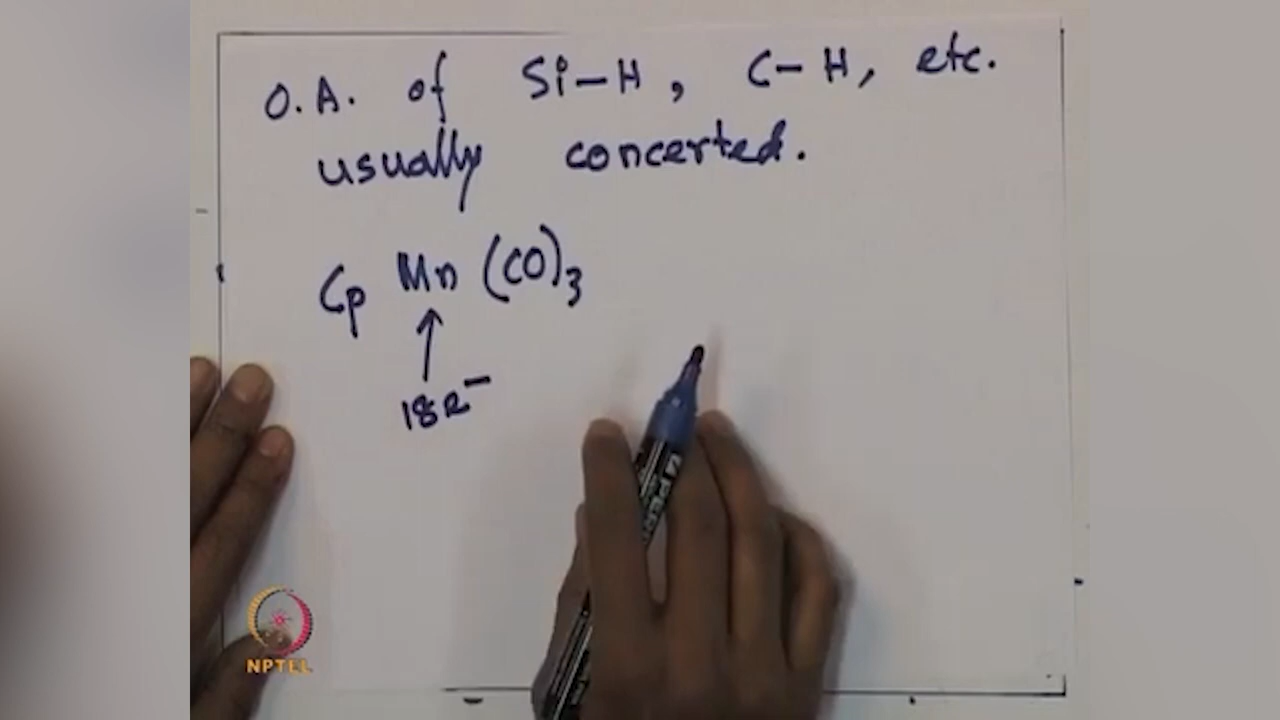 O.A. of Si-H, C-H, etc.
usually concerted.
Cp Mn (CO)3
↑
18e-
NPTEL